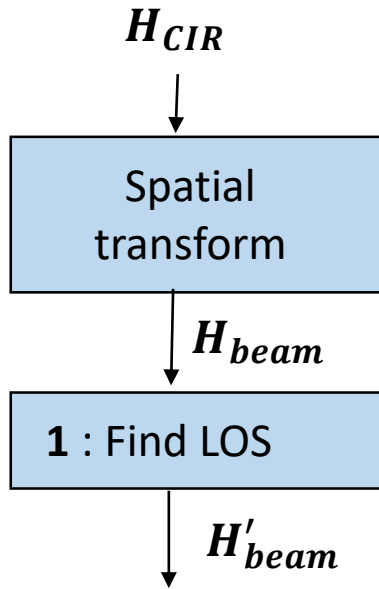 H_CIR
Spatial
transform
H_beam
1 : Find LOS
H'_beam